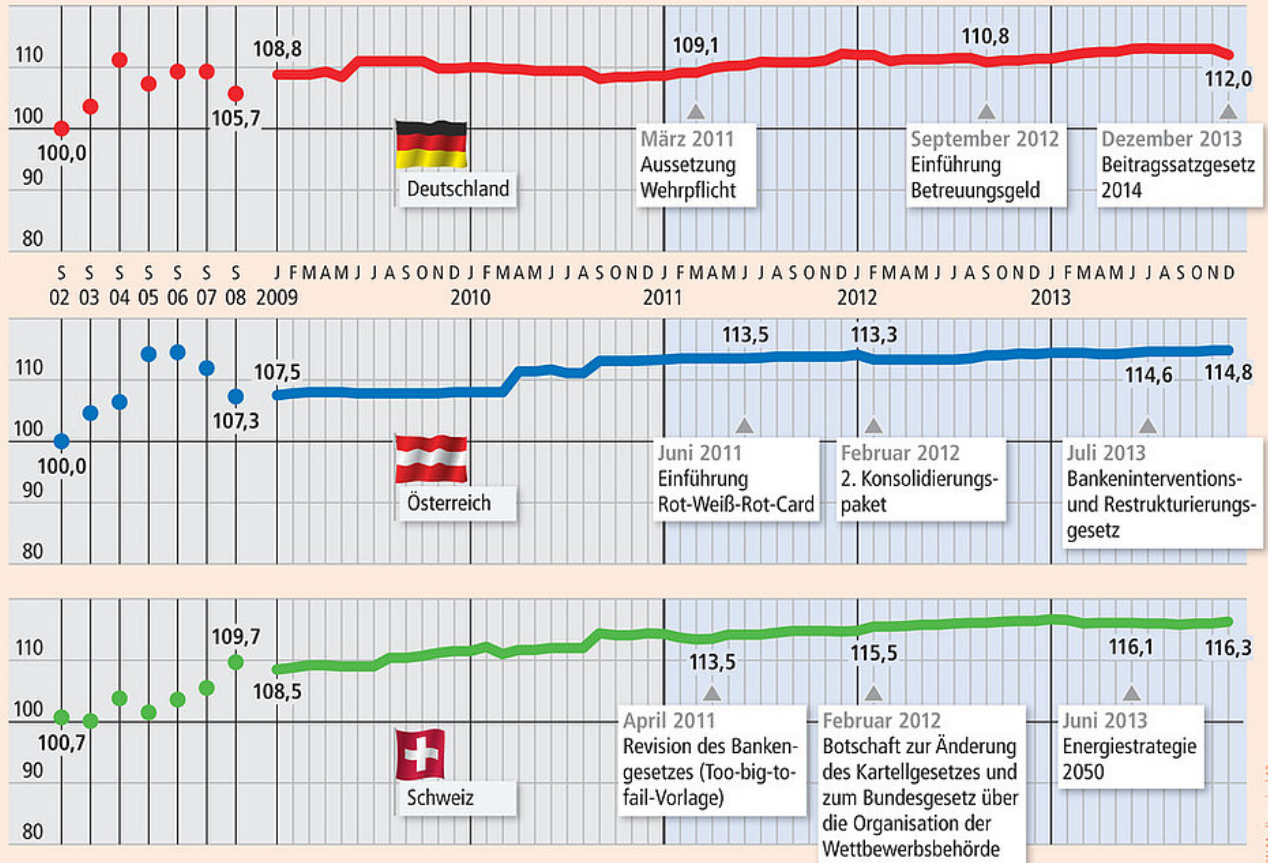 108,8
109,1
110,8
110
112,0
105,7
100
100,0
90
80
Deutschland
März 2011
Aussetzung
Wehrpflicht
September 2012
Einführung
Betreuungsgeld
Dezember 2013
Beitragssatzgesetz
2014
S S S S S S S J F M A M J J A S O N D J F M A M J J A S O N D J F M A M J J A S O N D J F M A M J J A S O N D J F M A M J J A S O N D
02 03 04 05 06 07 08 2009 2010 2011 2012 2013
113,5
113,3
107,5
110
107,3
114,6
114,8
100
100,0
90
80
Österreich
Juni 2011
Einführung
Rot-Weiß-Rot-Card
Februar 2012
2. Konsolidierungs-
paket
Juli 2013
Bankeninterventions-
und Restrukturierungs-
gesetz
109,7
110
108,5
113,5
115,5
116,1
116,3
100
100,7
90
80
Schweiz
April 2011
Revision des Banken-
gesetzes (Too-big-to-
fail-Vorlage)
Februar 2012
Botschaft zur Änderung
des Kartellgesetzes und
zum Bundesgesetz über
die Organisation der
Wettbewerbsbehörde
Juni 2013
Energiestrategie
2050